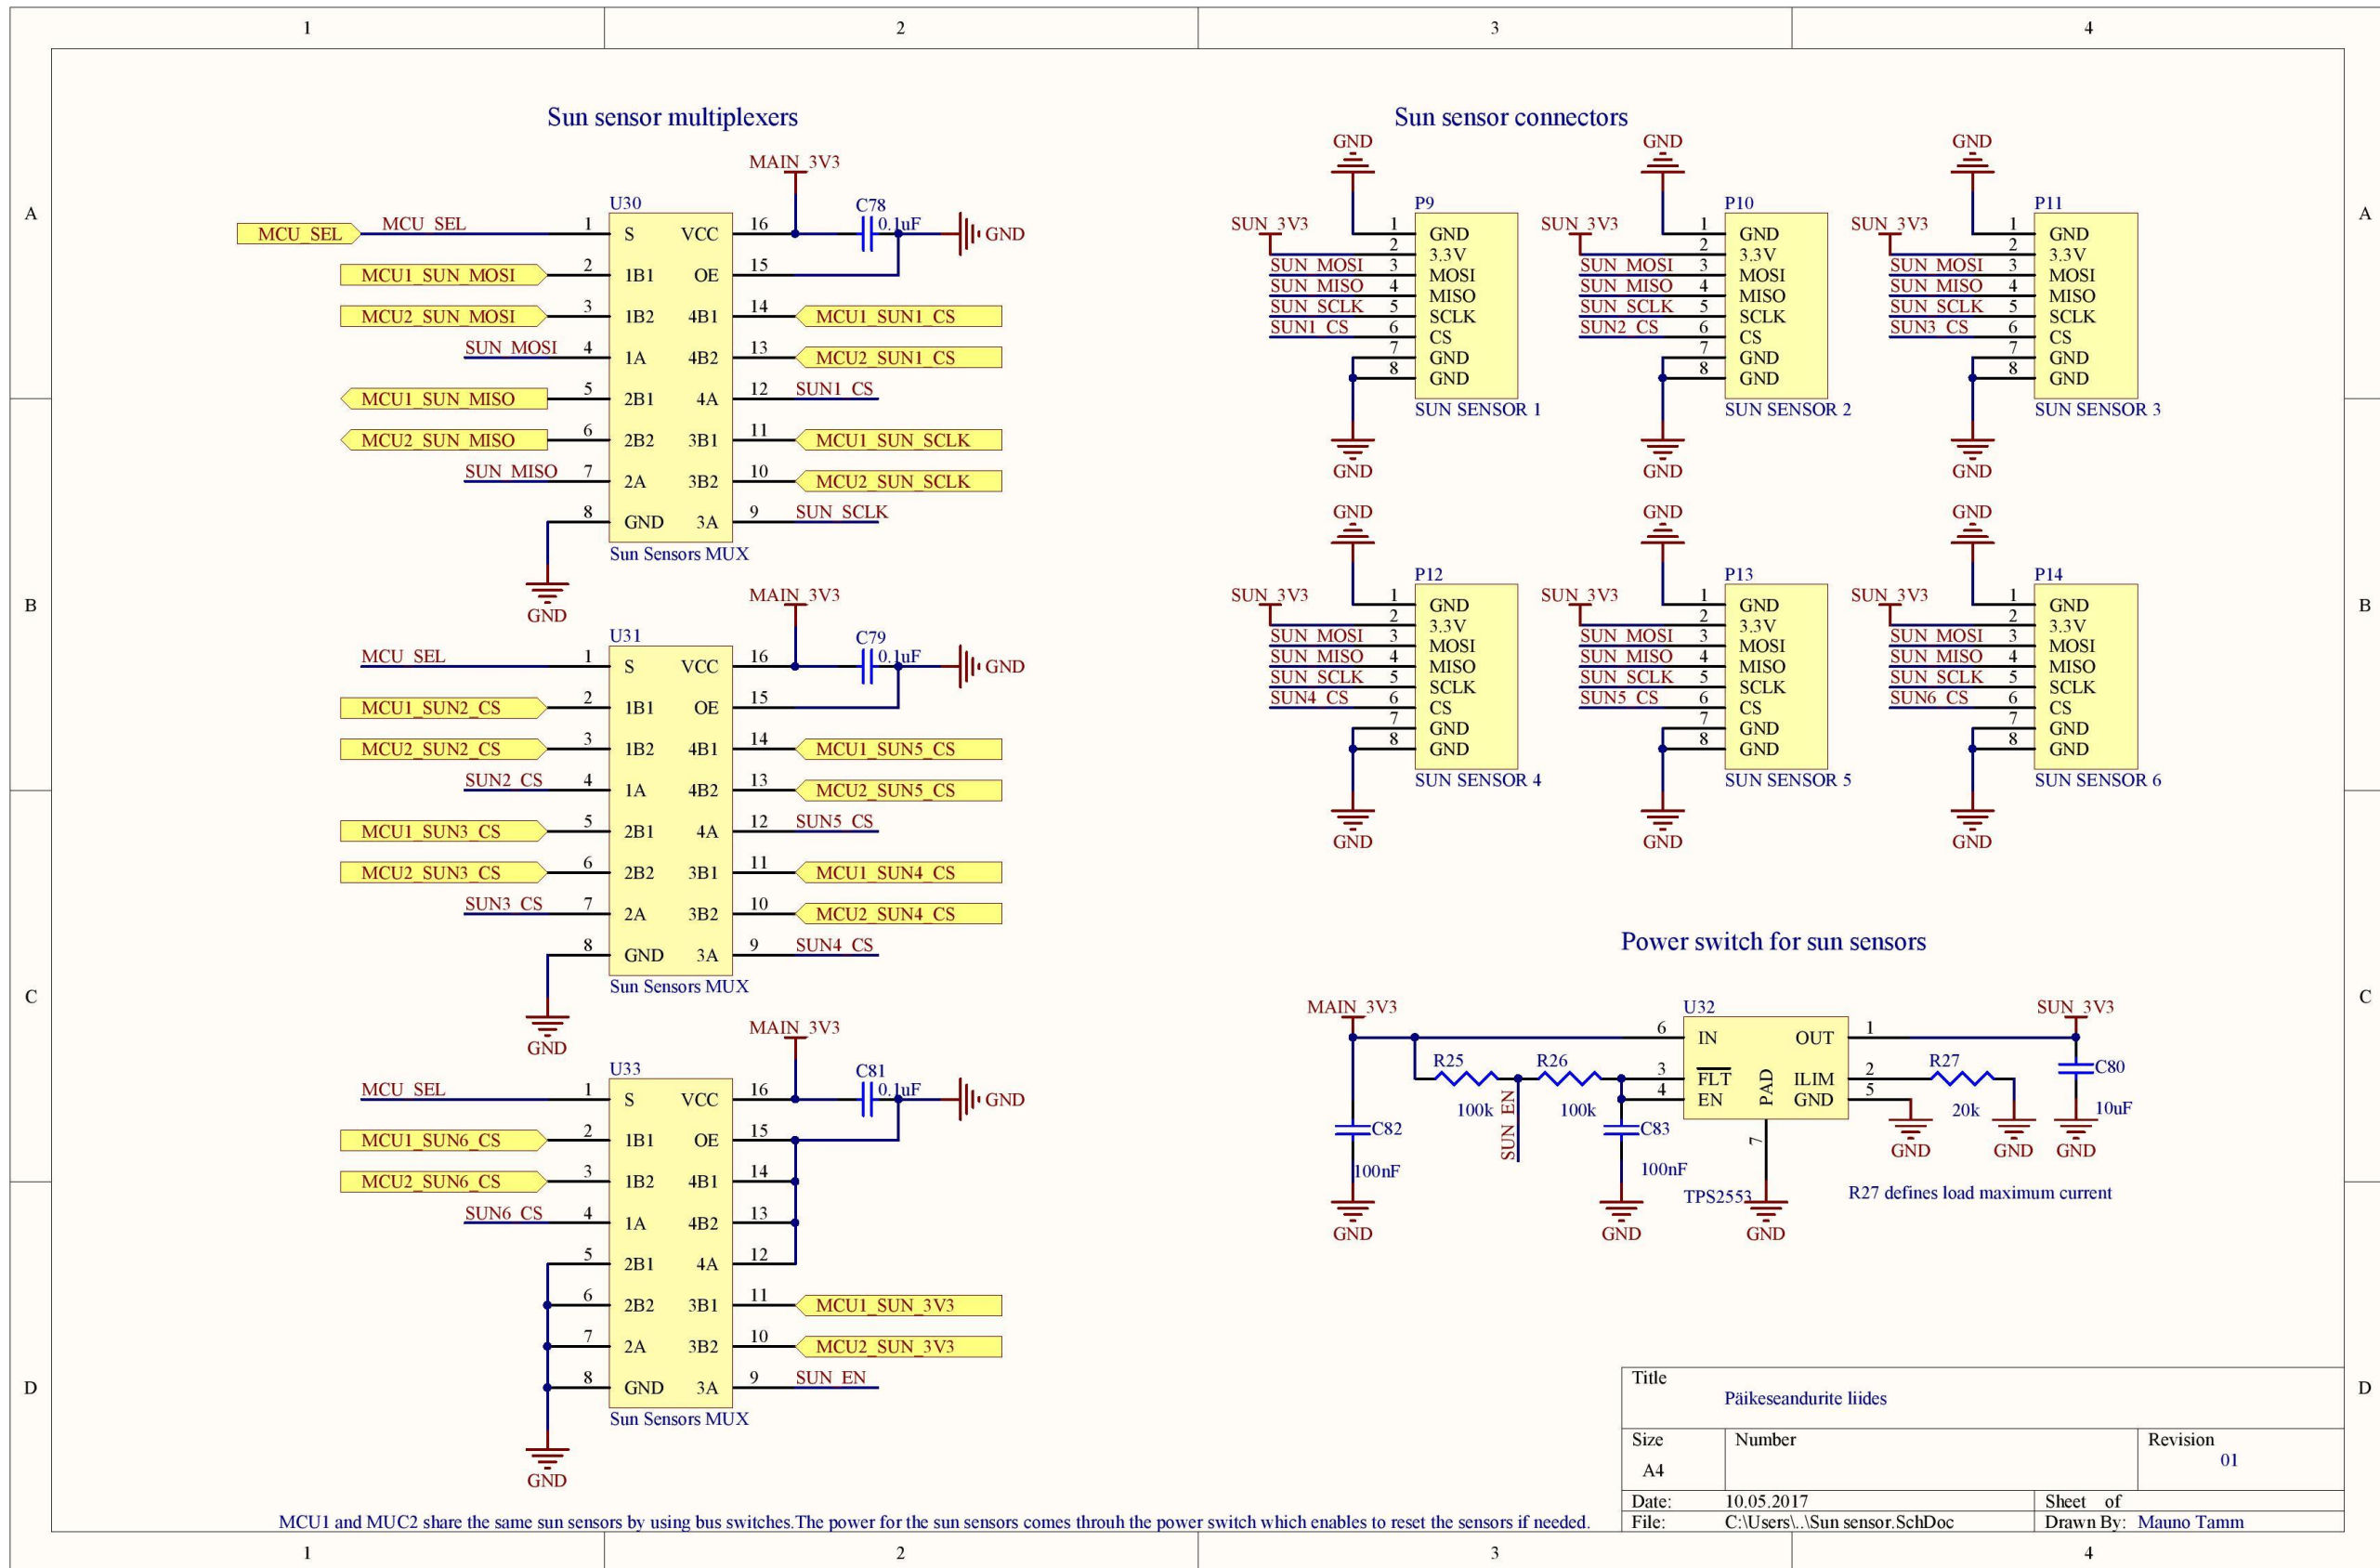 1 2 3 4
A A
B B
C C
D D
1 2 3 4
Sun sensor multiplexers
MAIN_3V3
U30
C78
0.1uF
GND
MCU_SEL MCU_SEL 1 S VCC 16
MCU1_SUN_MOSI 2 1B1 OE 15
MCU2_SUN_MOSI 3 1B2 4B1 14 MCU1_SUN1_CS
SUN_MOSI 4 1A 4B2 13 MCU2_SUN1_CS
MCU1_SUN_MISO 5 2B1 4A 12 SUN1_CS
MCU2_SUN_MISO 6 2B2 3B1 11 MCU1_SUN_SCLK
SUN_MISO 7 2A 3B2 10 MCU2_SUN_SCLK
8 GND 3A 9 SUN_SCLK
Sun Sensors MUX
GND
MAIN_3V3
U31
C79
0.1uF
GND
MCU_SEL 1 S VCC 16
MCU1_SUN2_CS 2 1B1 OE 15
MCU2_SUN2_CS 3 1B2 4B1 14 MCU1_SUN5_CS
SUN2_CS 4 1A 4B2 13 MCU2_SUN5_CS
MCU1_SUN3_CS 5 2B1 4A 12 SUN5_CS
MCU2_SUN3_CS 6 2B2 3B1 11 MCU1_SUN4_CS
SUN3_CS 7 2A 3B2 10 MCU2_SUN4_CS
8 GND 3A 9 SUN4_CS
Sun Sensors MUX
GND
MAIN_3V3
U33
C81
0.1uF
GND
MCU_SEL 1 S VCC 16
MCU1_SUN6_CS 2 1B1 OE 15
MCU2_SUN6_CS 3 1B2 4B1 14
SUN6_CS 4 1A 4B2 13
5 2B1 4A 12
6 2B2 3B1 11 MCU1_SUN_3V3
7 2A 3B2 10 MCU2_SUN_3V3
8 GND 3A 9 SUN_EN
Sun Sensors MUX
GND
Sun sensor connectors
GND
P9
SUN_3V3
1 GND
2 3.3V
SUN_MOSI 3 MOSI
SUN_MISO 4 MISO
SUN_SCLK 5 SCLK
SUN1_CS 6 CS
7 GND
8 GND
SUN SENSOR 1
GND
GND
P10
SUN_3V3
1 GND
2 3.3V
SUN_MOSI 3 MOSI
SUN_MISO 4 MISO
SUN_SCLK 5 SCLK
SUN2_CS 6 CS
7 GND
8 GND
SUN SENSOR 2
GND
GND
P11
SUN_3V3
1 GND
2 3.3V
SUN_MOSI 3 MOSI
SUN_MISO 4 MISO
SUN_SCLK 5 SCLK
SUN3_CS 6 CS
7 GND
8 GND
SUN SENSOR 3
GND
GND
P12
SUN_3V3
1 GND
2 3.3V
SUN_MOSI 3 MOSI
SUN_MISO 4 MISO
SUN_SCLK 5 SCLK
SUN4_CS 6 CS
7 GND
8 GND
SUN SENSOR 4
GND
GND
P13
SUN_3V3
1 GND
2 3.3V
SUN_MOSI 3 MOSI
SUN_MISO 4 MISO
SUN_SCLK 5 SCLK
SUN5_CS 6 CS
7 GND
8 GND
SUN SENSOR 5
GND
GND
P14
SUN_3V3
1 GND
2 3.3V
SUN_MOSI 3 MOSI
SUN_MISO 4 MISO
SUN_SCLK 5 SCLK
SUN6_CS 6 CS
7 GND
8 GND
SUN SENSOR 6
GND
Power switch for sun sensors
MAIN_3V3 U32 SUN_3V3
6 IN OUT 1
R25 R26 3 FLT ILIM 2 R27 C80
100k 100k 4 EN PAD GND 5 20k 10uF
SUN_EN
C82 C83 7
100nF 100nF
GND GND GND
TPS2553 R27 defines load maximum current
GND GND GND
Title
Päikeseandurite liides
Size Number Revision
A4 01
Date: 10.05.2017 Sheet of
File: C:\Users\..\Sun sensor.SchDoc Drawn By: Mauno Tamm
MCU1 and MUC2 share the same sun sensors by using bus switches.The power for the sun sensors comes throuh the power switch which enables to reset the sensors if needed.